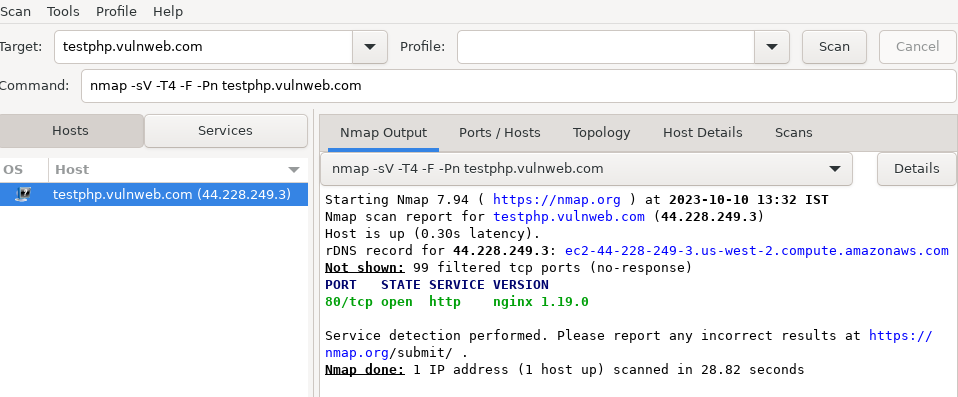 Scan Tools Profile Help
Target: testphp.vulnweb.com Profile: Scan Cancel
Command: nmap -sV -T4 -F -Pn testphp.vulnweb.com
Hosts Services Nmap Output Ports / Hosts Topology Host Details Scans
OS Host nmap -sV -T4 -F -Pn testphp.vulnweb.com Details
testphp.vulnweb.com (44.228.249.3)
Starting Nmap 7.94 ( https://nmap.org ) at 2023-10-10 13:32 IST
Nmap scan report for testphp.vulnweb.com (44.228.249.3)
Host is up (0.30s latency).
rDNS record for 44.228.249.3: ec2-44-228-249-3.us-west-2.compute.amazonaws.com
Not shown: 99 filtered tcp ports (no-response)
PORT   STATE SERVICE VERSION
80/tcp open  http    nginx 1.19.0
Service detection performed. Please report any incorrect results at https://
nmap.org/submit/ .
Nmap done: 1 IP address (1 host up) scanned in 28.82 seconds